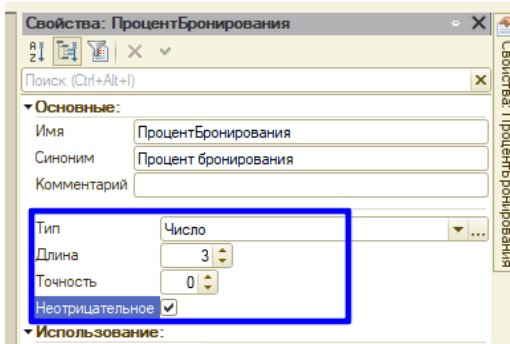 Свойства: ПроцентБронирования
Поиск (Ctrl+Alt+I)
Основные:
Имя ПроцентБронирования
Синоним Процент бронирования
Комментарий
Тип Число
Длина 3
Точность 0
Неотрицательное
Использование:
Свойства: ПроцентБронирования